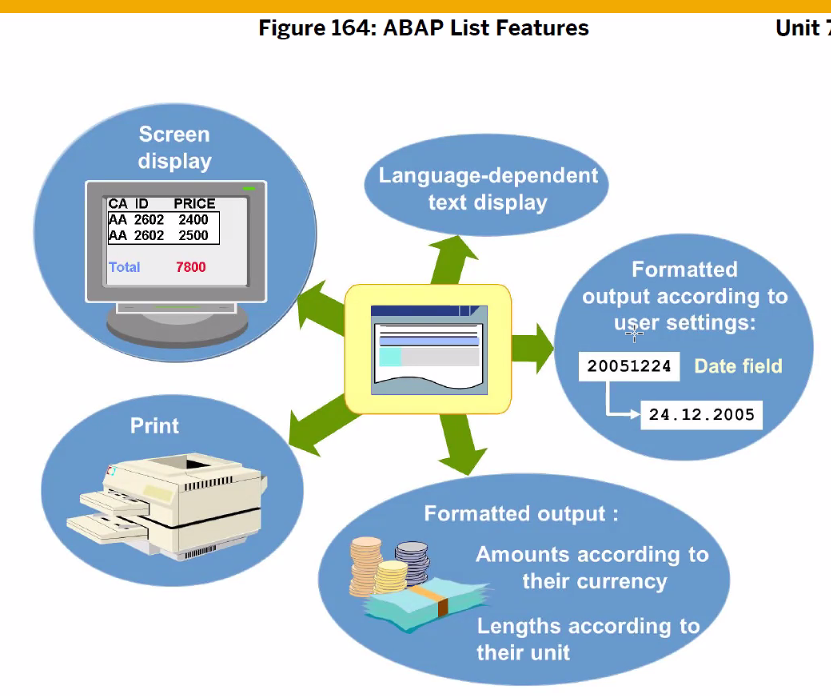 Figure 164: ABAP List Features
Unit 7
Screen
display
CA ID PRICE
AA 2602 2400
AA 2602 2500
Total 7800
Language-dependent
text display
Formatted
output according to
user settings:
20051224 Date field
24.12.2005
Print
Formatted output :
Amounts according to
their currency
Lengths according to
their unit